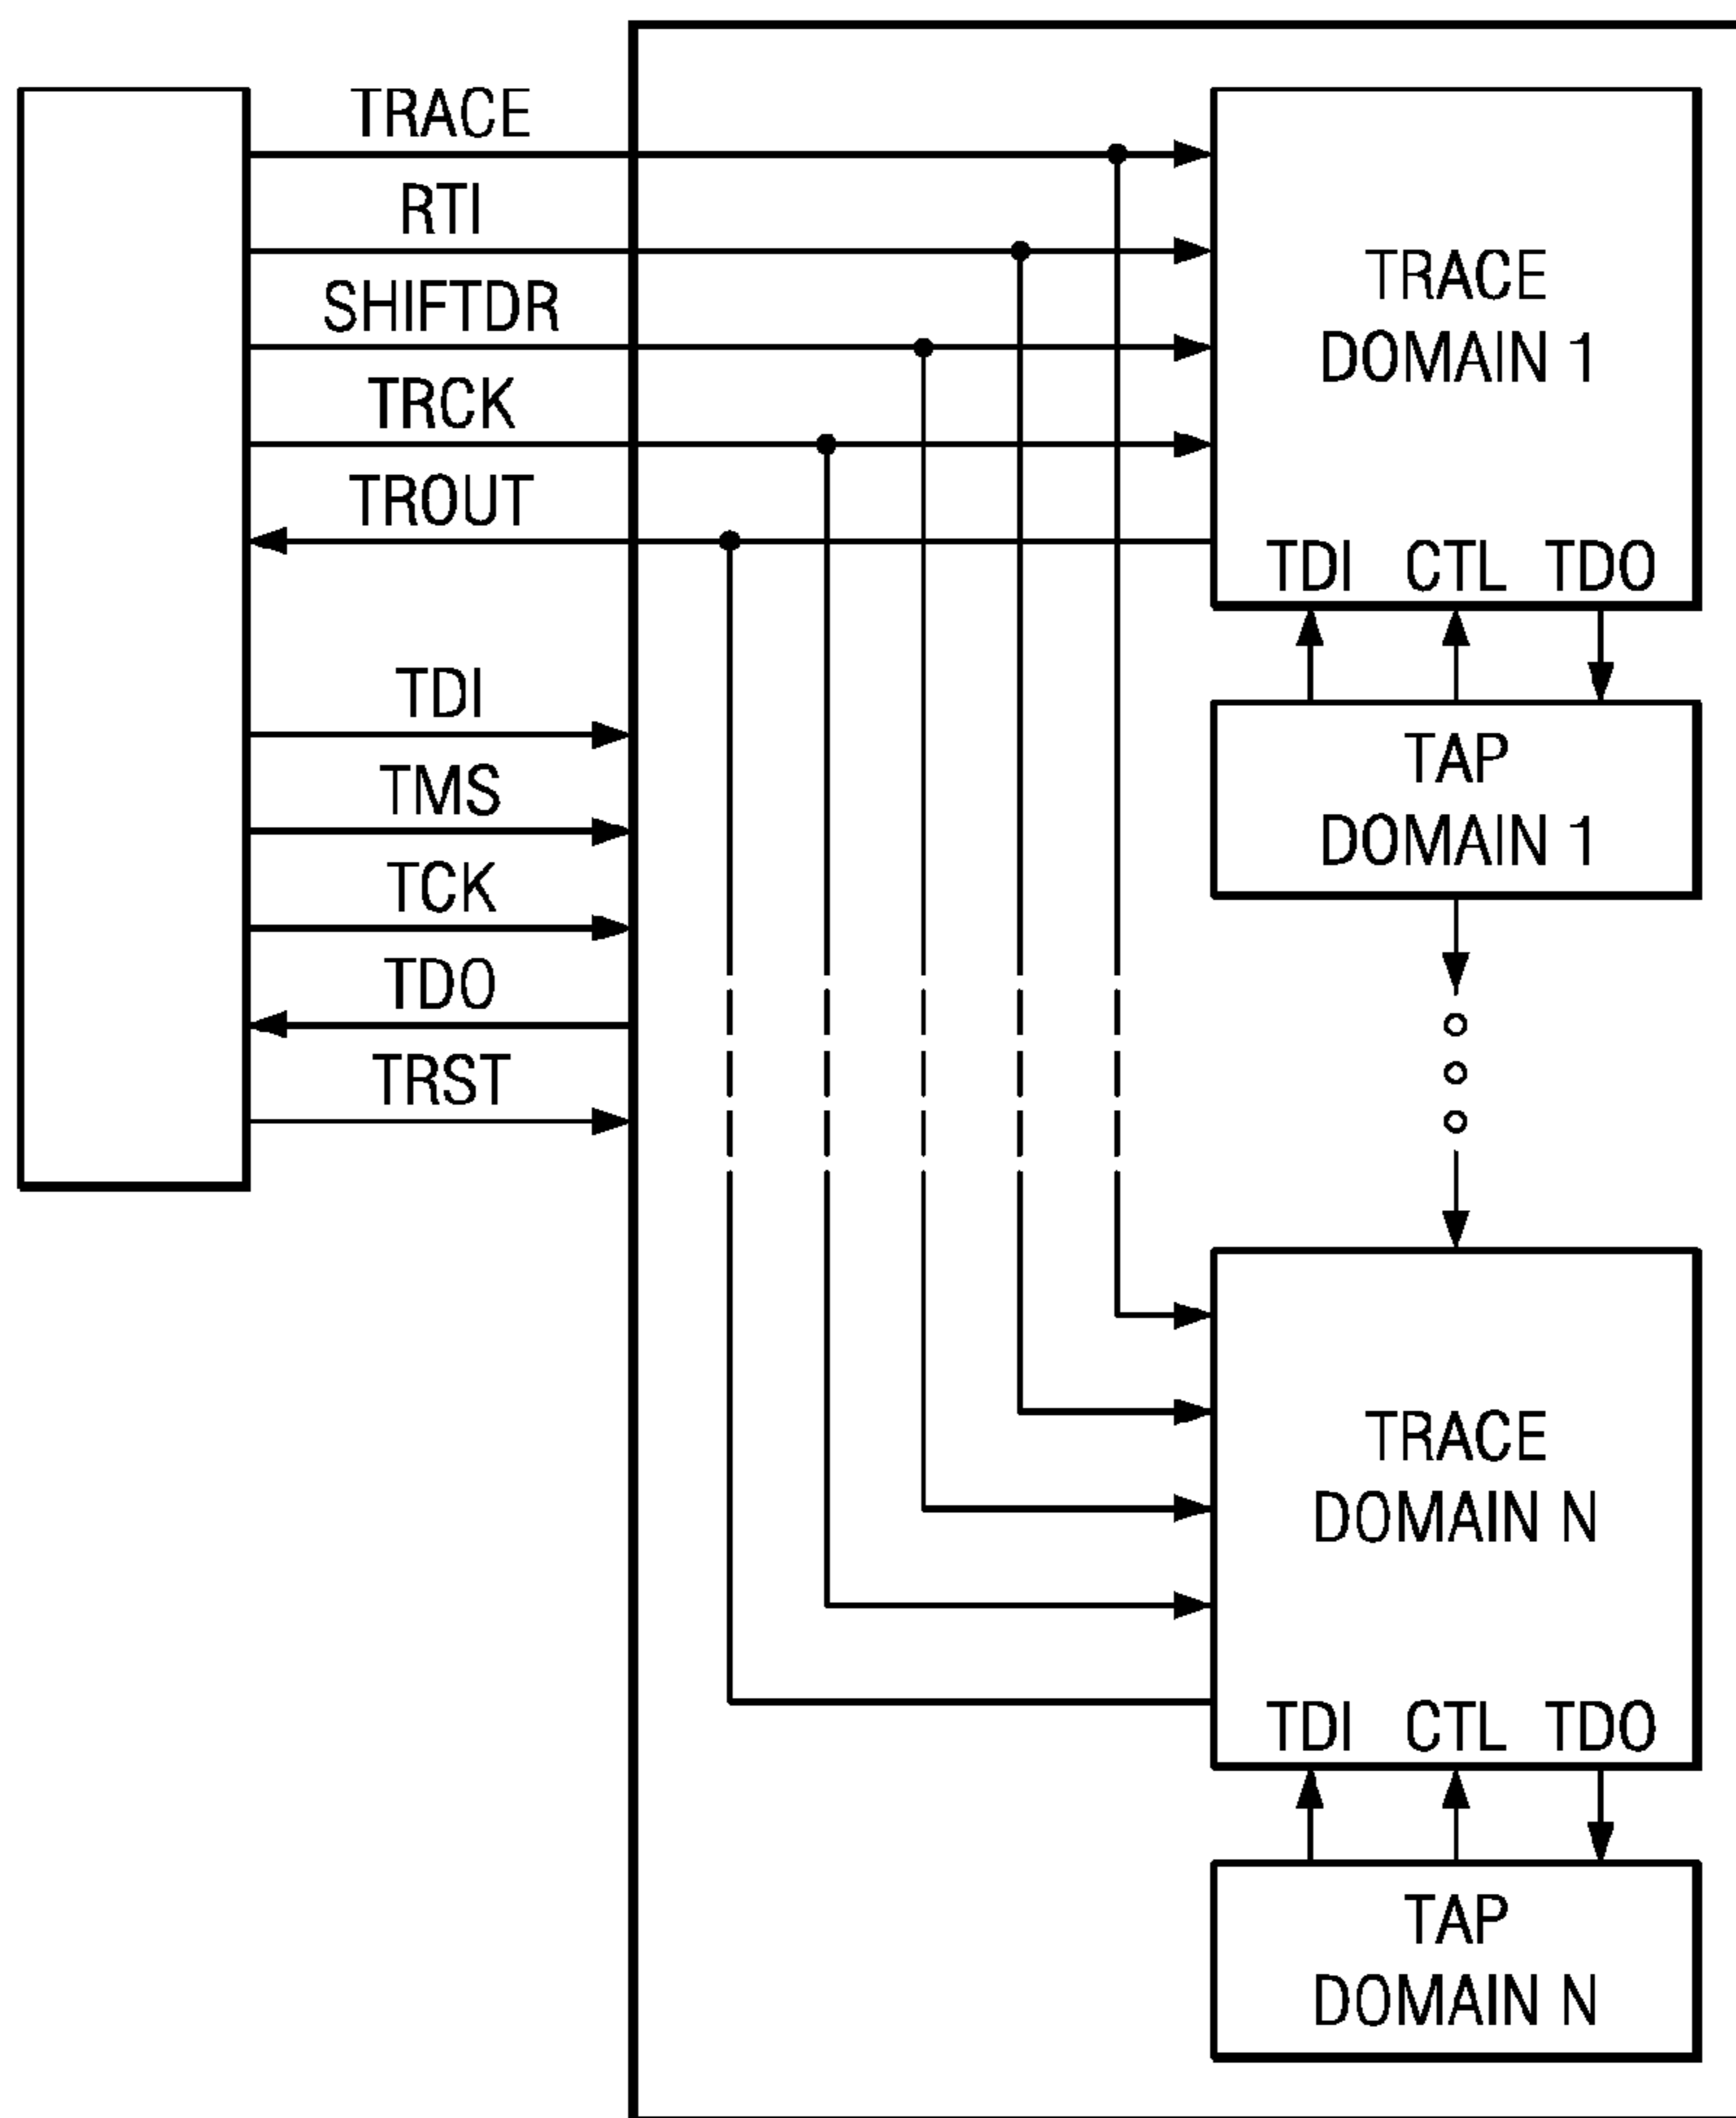 TRACE
RTI
SHIFTDR
TRCK
TROUT
TDI
TMS
TCK
TDO
TRST
TRACE
DOMAIN 1
TDI CTL TDO
TAP
DOMAIN 1
TRACE
DOMAIN N
TDI CTL TDO
TAP
DOMAIN N